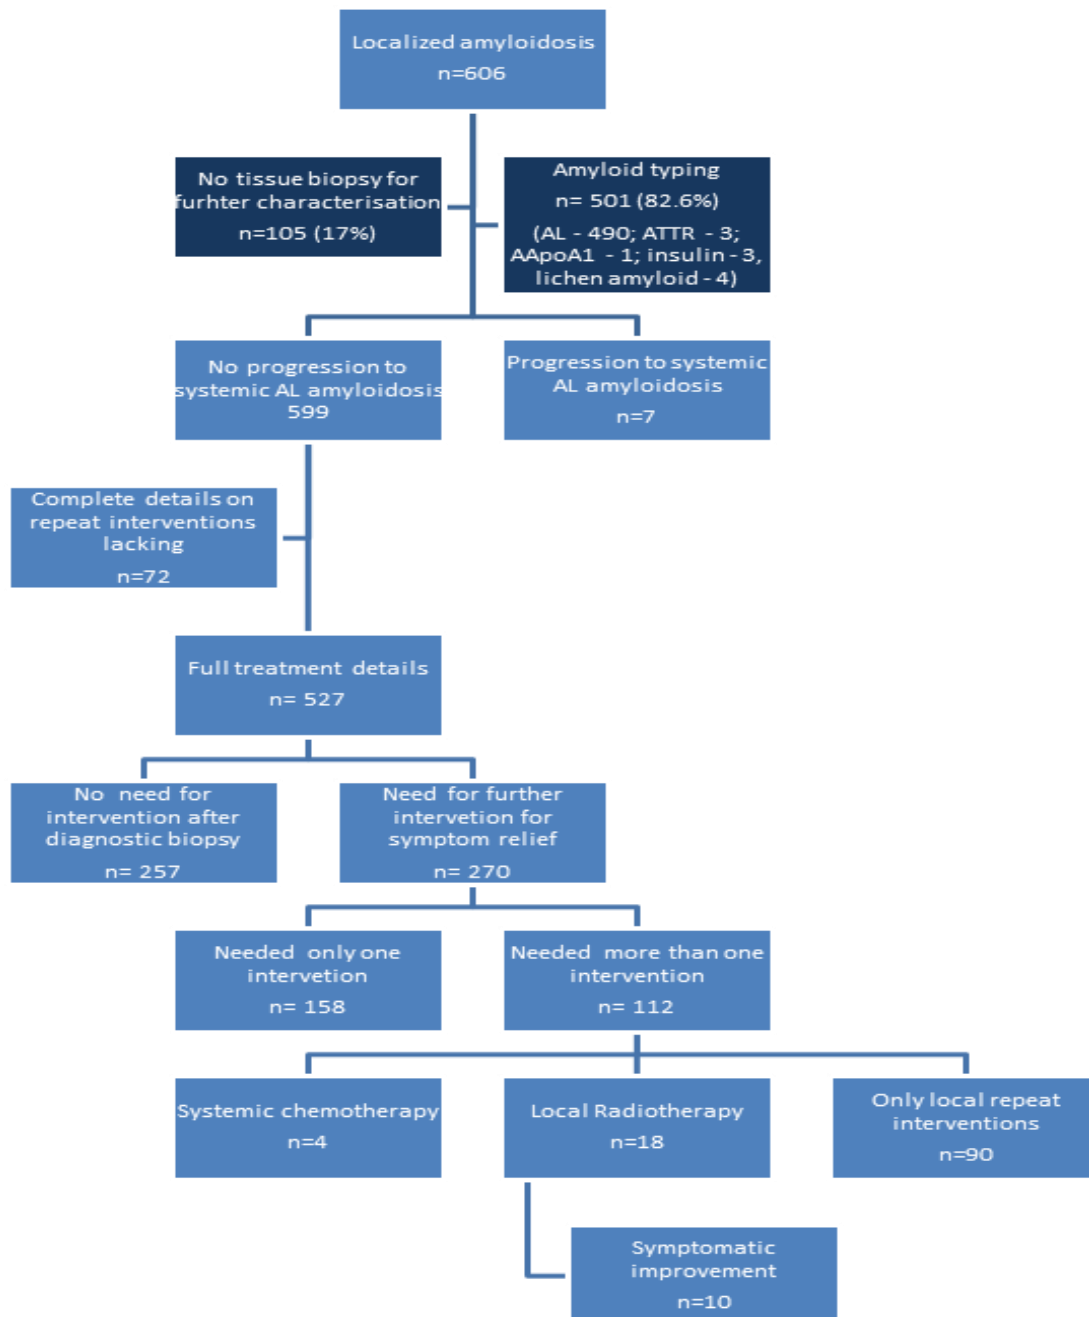 Localized amyloidosis
n=606
No tissue biopsy for
furhter characterisation
n=105 (17%)
Amyloid typing
n= 501 (82.6%)
(AL - 490; ATTR - 3;
AApoA1 - 1; insulin - 3,
lichen amyloid - 4)
No progression to
systemic AL amyloidosis
599
Progression to systemic
AL amyloidosis
n=7
Complete details on
repeat interventions
lacking
n=72
Full treatment details
n= 527
No need for
intervention after
diagnostic biopsy
n= 257
Need for further
intervetion for
symptom relief
n= 270
Needed only one
intervetion
n= 158
Needed more than one
intervention
n= 112
Systemic chemotherapy
n=4
Local Radiotherapy
n=18
Only local repeat
interventions
n=90
Symptomatic
improvement
n=10